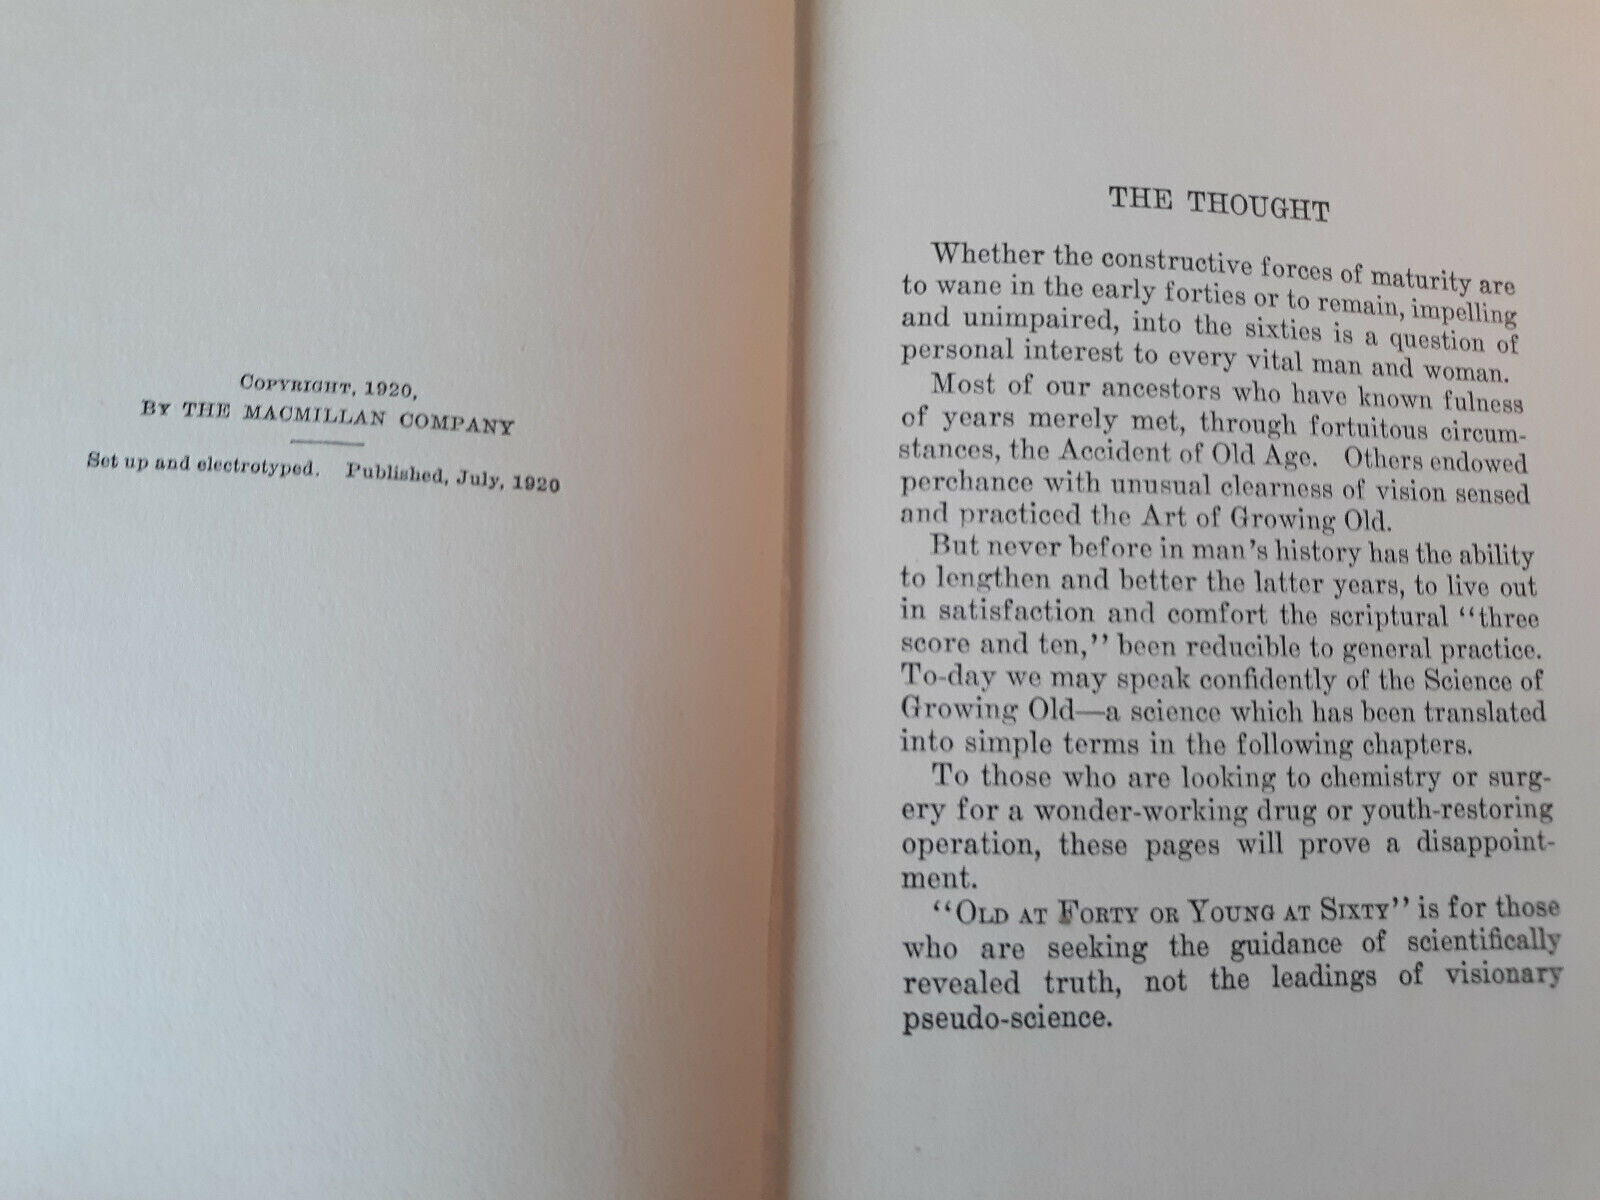 COPYRIGHT, 1920,
BY THE MACMILLAN COMPANY
Set up and electrotyped. Published, July, 1920
THE THOUGHT
Whether the constructive forces of maturity are
to wane in the early forties or to remain, impelling
and unimpaired, into the sixties is a question of
personal interest to every vital man and woman.
Most of our ancestors who have known fulness
of years merely met, through fortuitous circum-
stances, the Accident of Old Age. Others endowed
perchance with unusual clearness of vision sensed
and practiced the Art of Growing Old.
But never before in man's history has the ability
to lengthen and better the latter years, to live out
in satisfaction and comfort the scriptural "three
score and ten," been reducible to general practice.
To-day we may speak confidently of the Science of
Growing Old—a science which has been translated
into simple terms in the following chapters.
To those who are looking to chemistry or surg-
ery for a wonder-working drug or youth-restoring
operation, these pages will prove a disappoint-
ment.
"OLD AT FORTY OR YOUNG AT SIXTY" is for those
who are seeking the guidance of scientifically
revealed truth, not the leadings of visionary
pseudo-science.